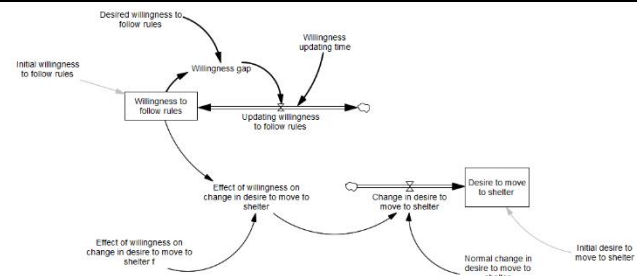 Desired willingness to
follow rules
Willingness
updating time
Initial willingness
to follow rules
Willingness gap
Willingness to
follow rules
Updating willingness
to follow rules
Effect of willingness on
change in desire to move to
shelter
Change in desire to
move to shelter
Desire to move
to shelter
Effect of willingness on
change in desire to move to
shelter f
Normal change in
desire to move to
Initial desire to
move to shelter